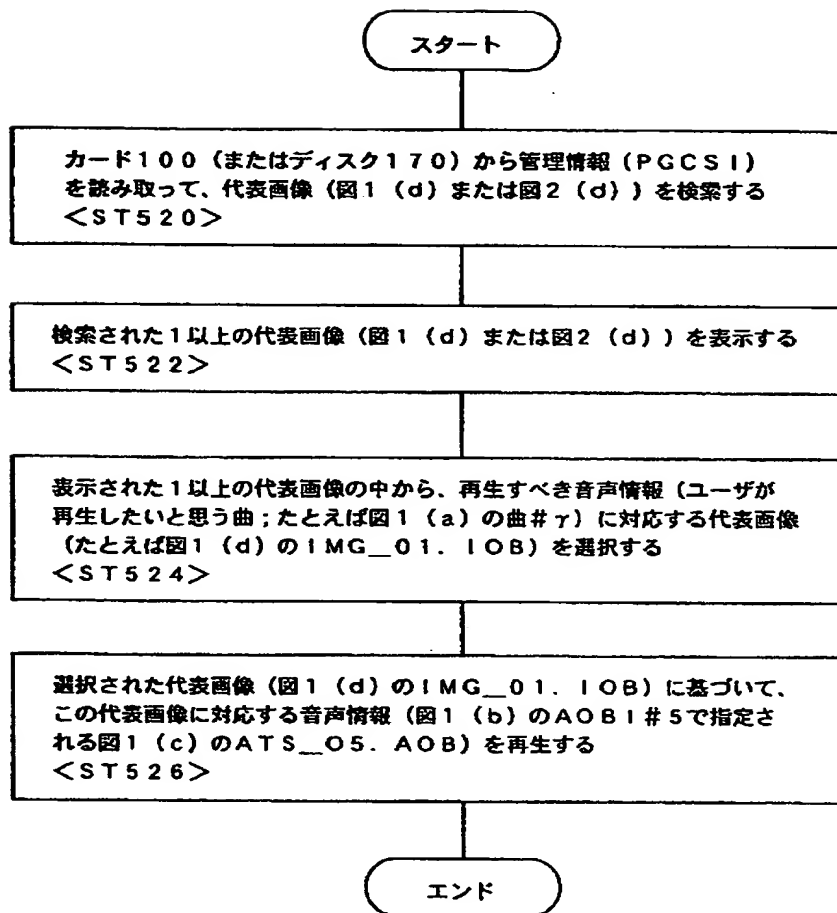 スタート
カード100（またはディスク170）から管理情報（PGCSI）
を読み取って、代表画像（図1（d）または図2（d））を検索する
＜ST520＞
検索された1以上の代表画像（図1（d）または図2（d））を表示する
＜ST522＞
表示された1以上の代表画像の中から、再生すべき音声情報（ユーザが
再生したいと思う曲；たとえば図1（a）の曲＃γ）に対応する代表画像
（たとえば図1（d）のIMG__01．IOB）を選択する
＜ST524＞
選択された代表画像（図1（d）のIMG__01．IOB）に基づいて、
この代表画像に対応する音声情報（図1（b）のAOBI＃5で指定さ
れる図1（c）のATS__05．AOB）を再生する
＜ST526＞
エンド